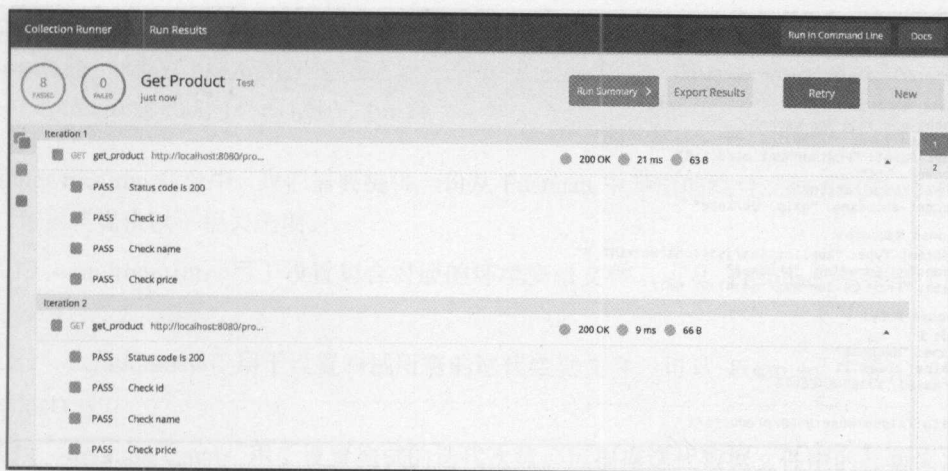 Collection Runner Run Results Run In Command Line Docs
8 PASSED 0 FAILED Get Product Test
just now
Run Summary > Export Results Retry New
Iteration 1
GET get_product http://localhost:8080/pro... 200 OK 21 ms 63 B
PASS Status code is 200
PASS Check id
PASS Check name
PASS Check price
Iteration 2
GET get_product http://localhost:8080/pro... 200 OK 9 ms 66 B
PASS Status code is 200
PASS Check id
PASS Check name
PASS Check price
1
2